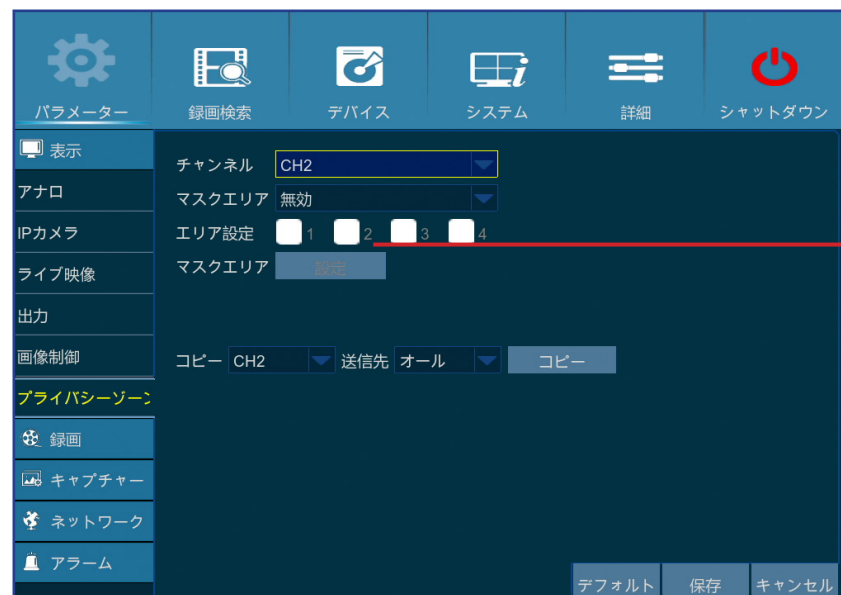 パラメーター 録画検索 デバイス システム 詳細 シャットダウン
表示
アナロ
IPカメラ
ライブ映像
出力
画像制御
プライバシーゾーン
録画
キャプチャー
ネットワーク
アラーム
チャンネル CH2
マスクエリア 無効
エリア設定 1 2 3 4
マスクエリア 設定
コピー CH2 送信先 オール コピー
デフォルト 保存 キャンセル